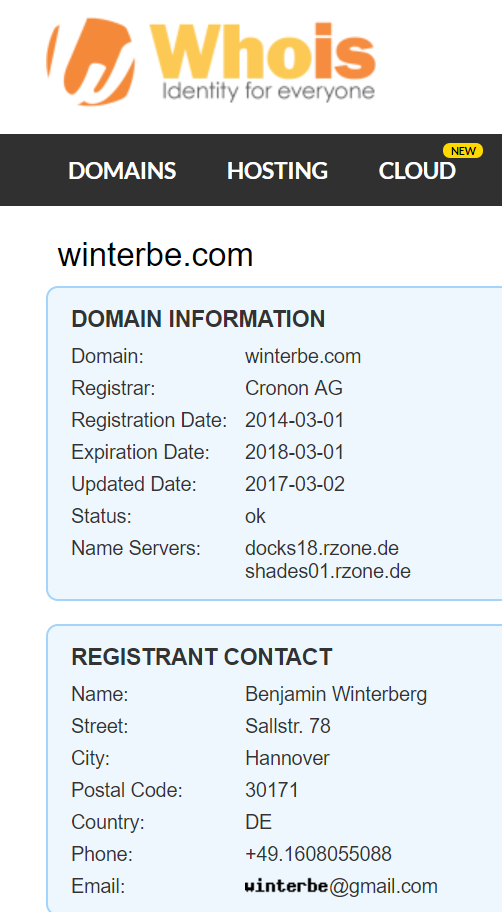 Whois
Identity for everyone
DOMAINS HOSTING CLOUD NEW
winterbe.com
DOMAIN INFORMATION
Domain: winterbe.com
Registrar: Cronon AG
Registration Date: 2014-03-01
Expiration Date: 2018-03-01
Updated Date: 2017-03-02
Status: ok
Name Servers: docks18.rzone.de
shades01.rzone.de
REGISTRANT CONTACT
Name: Benjamin Winterberg
Street: Sallstr. 78
City: Hannover
Postal Code: 30171
Country: DE
Phone: +49.1608055088
Email: winterbe@gmail.com